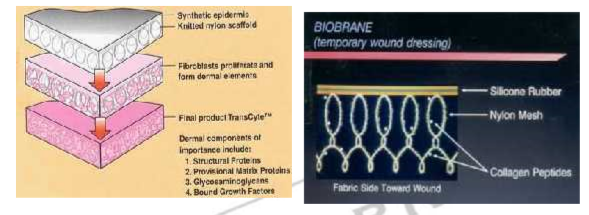 Synthetic epidermis
Knitted nylon scaffold
Fibroblasts proliferate and
form dermal elements
Final product TransCyte™
Dermal components of
importance include:
1. Structural Proteins
2. Provisional Matrix Proteins
3. Glycosaminoglycans
4. Bound Growth Factors
BIOBRANE
(temporary wound dressing)
Silicone Rubber
Nylon Mesh
Collagen Peptides
Fabric Side Toward Wound